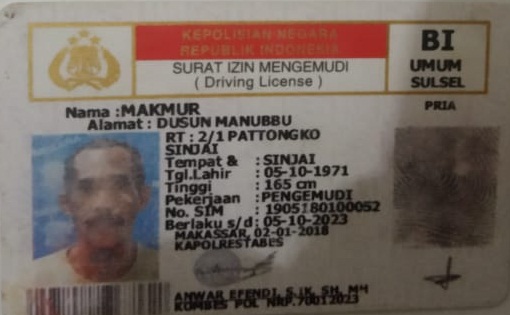 KEPOLISIAN NEGARA
REPUBLIK INDONESIA
SURAT IZIN MENGEMUDI
( Driving License )
BI
UMUM
SULSEL
PRIA
Nama : MAKMUR
Alamat : DUSUN MANUBBU
RT : 2/1 PATTONGKO
SINJAI
Tempat & : SINJAI
Tgl.Lahir : 05-10-1971
Tinggi : 165 cm
Pekerjaan : PENGEMUDI
No. SIM : 1905180100052
Berlaku s/d : 05-10-2023
MAKASSAR, 02-01-2018
KAPOLRESTABES
ANWAR EFENDI, S.IK, SH, MM
KOMBES POL NRP.70012023